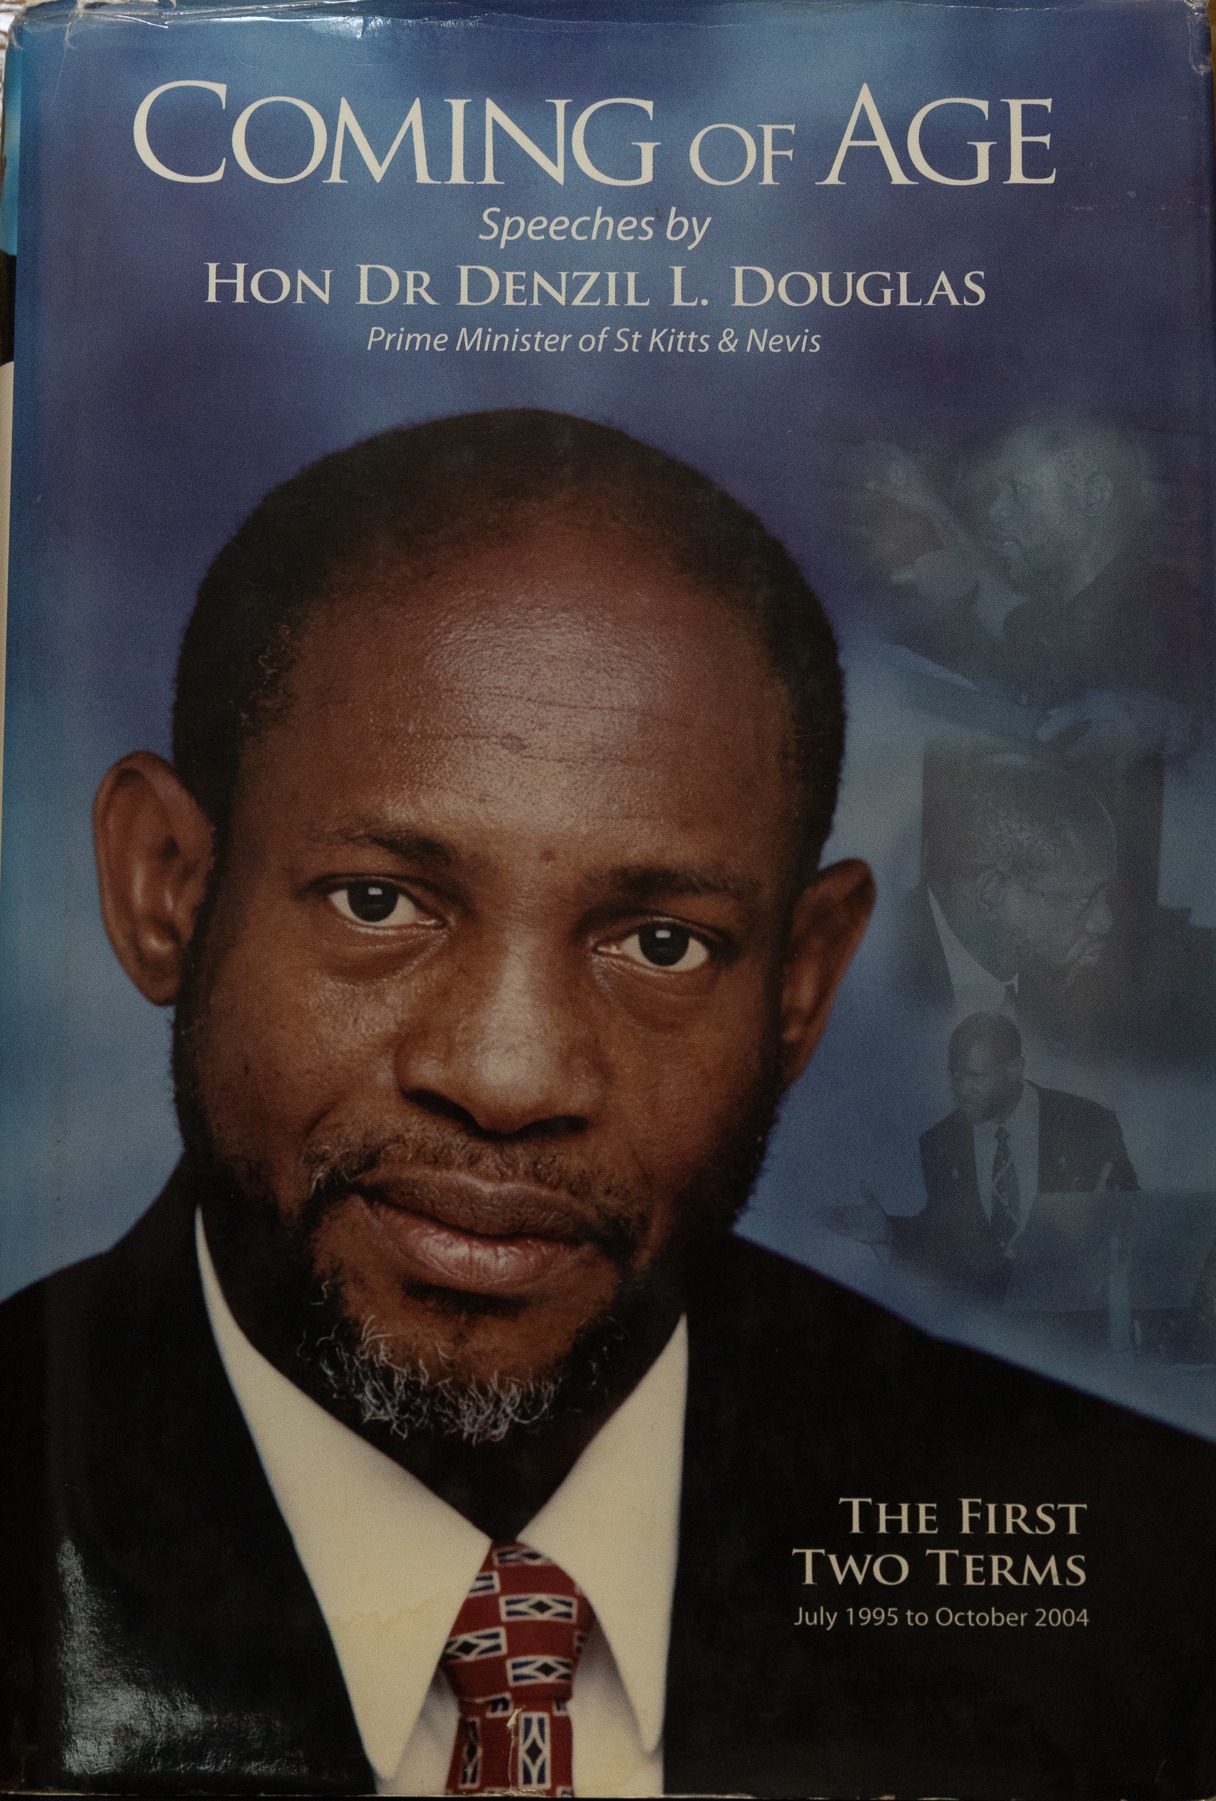 COMING OF AGE
Speeches by
HON DR DENZIL L. DOUGLAS
Prime Minister of St Kitts & Nevis
THE FIRST
TWO TERMS
July 1995 to October 2004